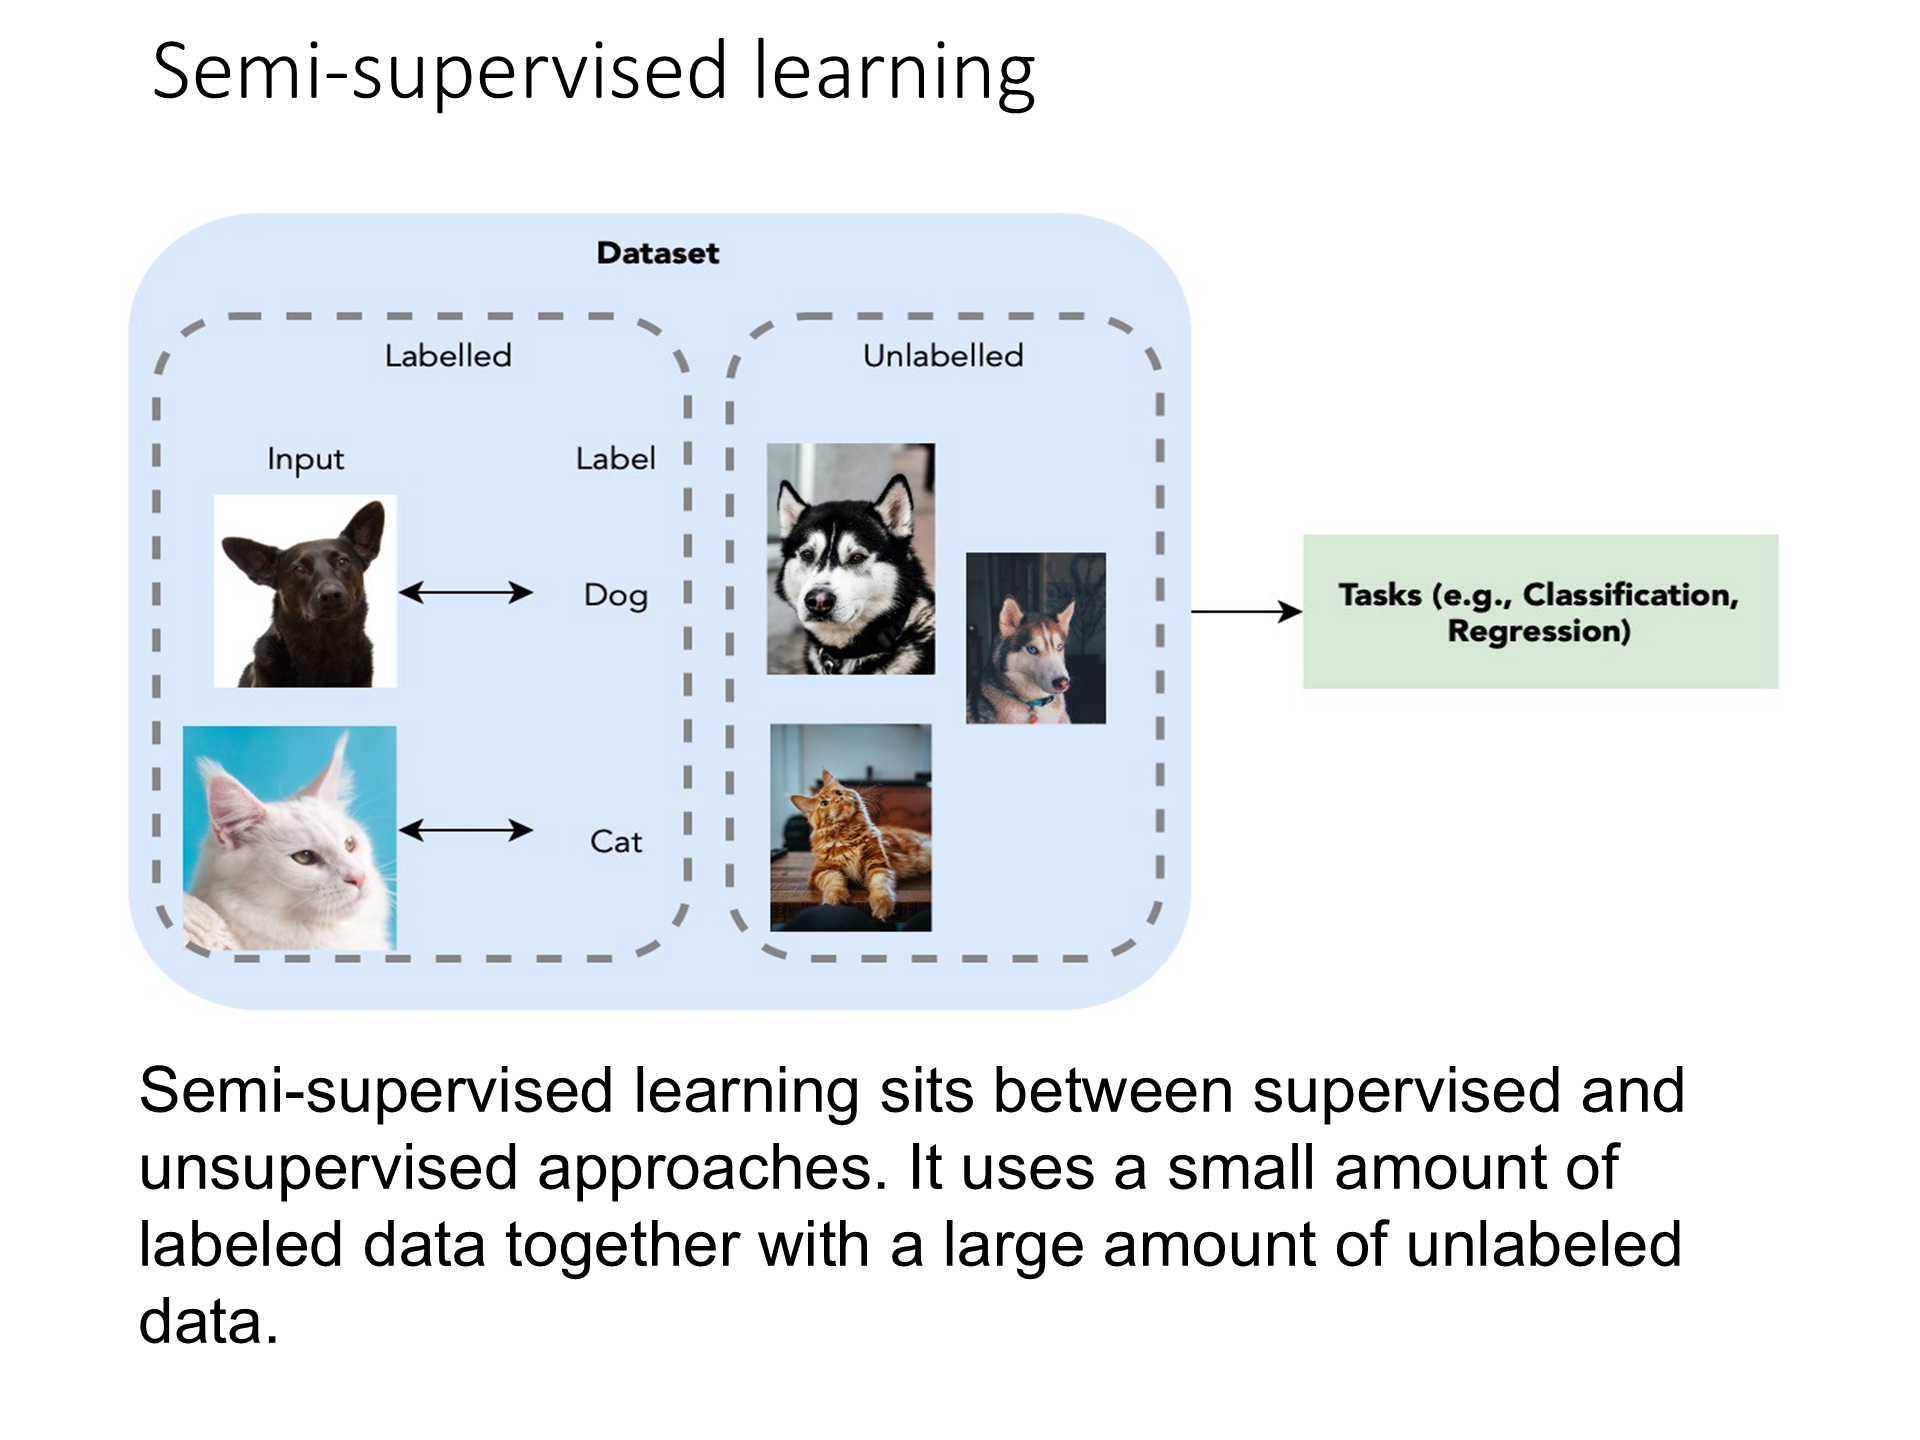 Semi-supervised learning
Dataset
Labelled
Unlabelled
Input
Label
Dog
Cat
Tasks (e.g., Classification,
Regression)
Semi-supervised learning sits between supervised and
unsupervised approaches. It uses a small amount of
labeled data together with a large amount of unlabeled
data.